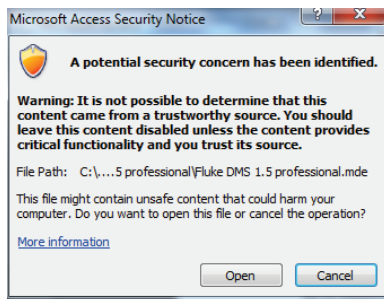 Microsoft Access Security Notice
A potential security concern has been identified.
Warning: It is not possible to determine that this
content came from a trustworthy source. You should
leave this content disabled unless the content provides
critical functionality and you trust its source.
File Path: C:\....5 professional\Fluke DMS 1.5 professional.mde
This file might contain unsafe content that could harm your
computer. Do you want to open this file or cancel the operation?
More information
Open Cancel